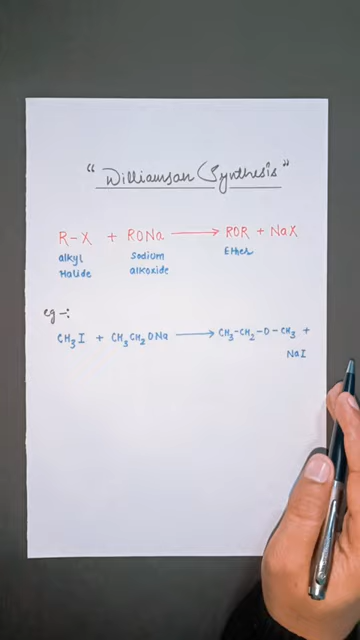 "Williamson Synthesis"
R-X + RONa → ROR + NaX
alkyl Halide Sodium alkoxide Ether
eg -:
CH₃I + CH₃CH₂ONa → CH₃-CH₂-O-CH₃ +
NaI